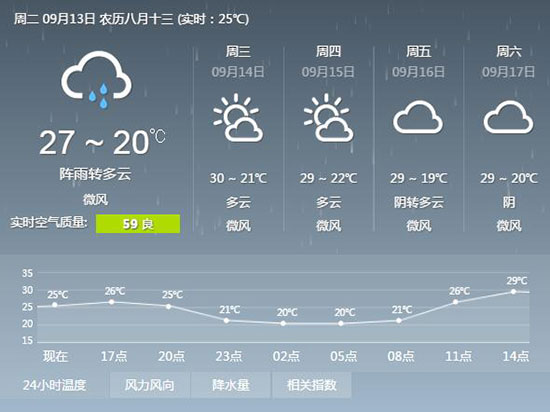 周二 09月13日 农历八月十三 (实时：25℃)
27 ~ 20℃
阵雨转多云
微风
实时空气质量: 59 良
周三
09月14日
30 ~ 21℃
多云
微风
周四
09月15日
29 ~ 22℃
多云
微风
周五
09月16日
29 ~ 19℃
阴转多云
微风
周六
09月17日
29 ~ 20℃
阴
微风
35
30
25
20
15
25℃ 26℃ 25℃ 21℃ 20℃ 20℃ 21℃ 26℃ 29℃
现在 17点 20点 23点 02点 05点 08点 11点 14点
24小时温度 风力风向 降水量 相关指数